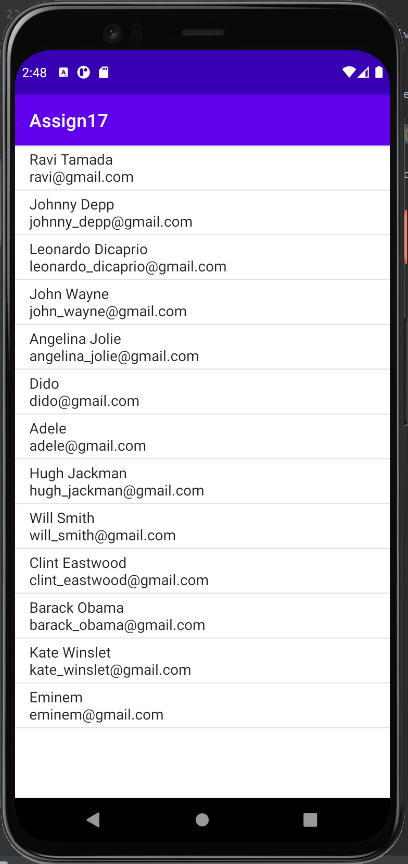 2:48
Assign17
Ravi Tamada
ravi@gmail.com
Johnny Depp
johnny_depp@gmail.com
Leonardo Dicaprio
leonardo_dicaprio@gmail.com
John Wayne
john_wayne@gmail.com
Angelina Jolie
angelina_jolie@gmail.com
Dido
dido@gmail.com
Adele
adele@gmail.com
Hugh Jackman
hugh_jackman@gmail.com
Will Smith
will_smith@gmail.com
Clint Eastwood
clint_eastwood@gmail.com
Barack Obama
barack_obama@gmail.com
Kate Winslet
kate_winslet@gmail.com
Eminem
eminem@gmail.com